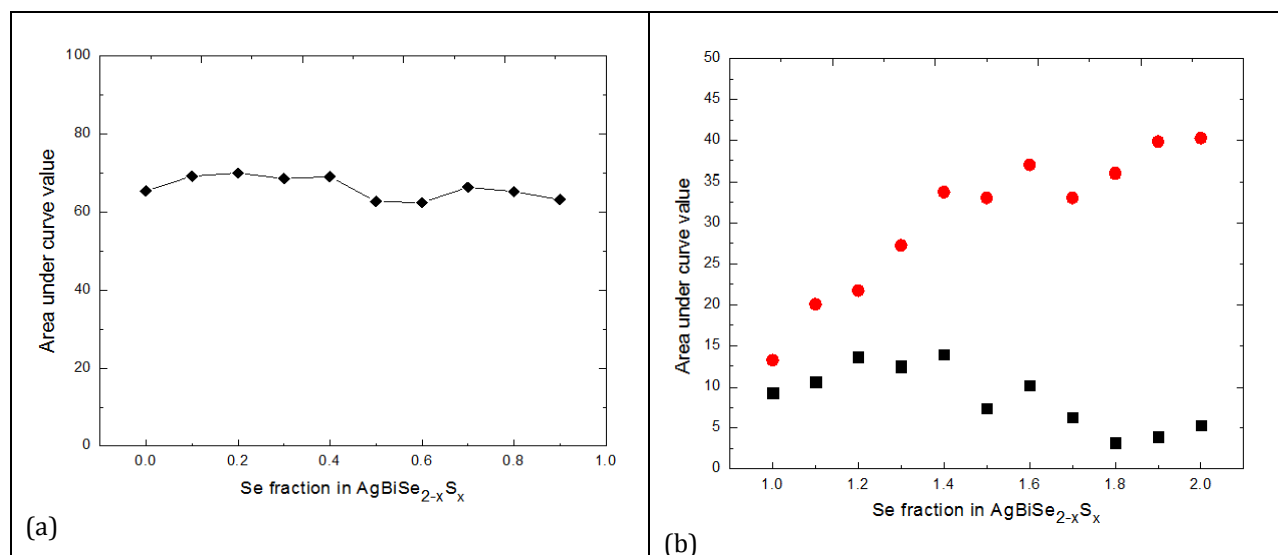 100
80
60
40
20
0
Area under curve value
0.0 0.2 0.4 0.6 0.8 1.0
Se fraction in AgBiSe2-xSx
(a)
50
45
40
35
30
25
20
15
10
5
0
Area under curve value
1.0 1.2 1.4 1.6 1.8 2.0
Se fraction in AgBiSe2-xSx
(b)